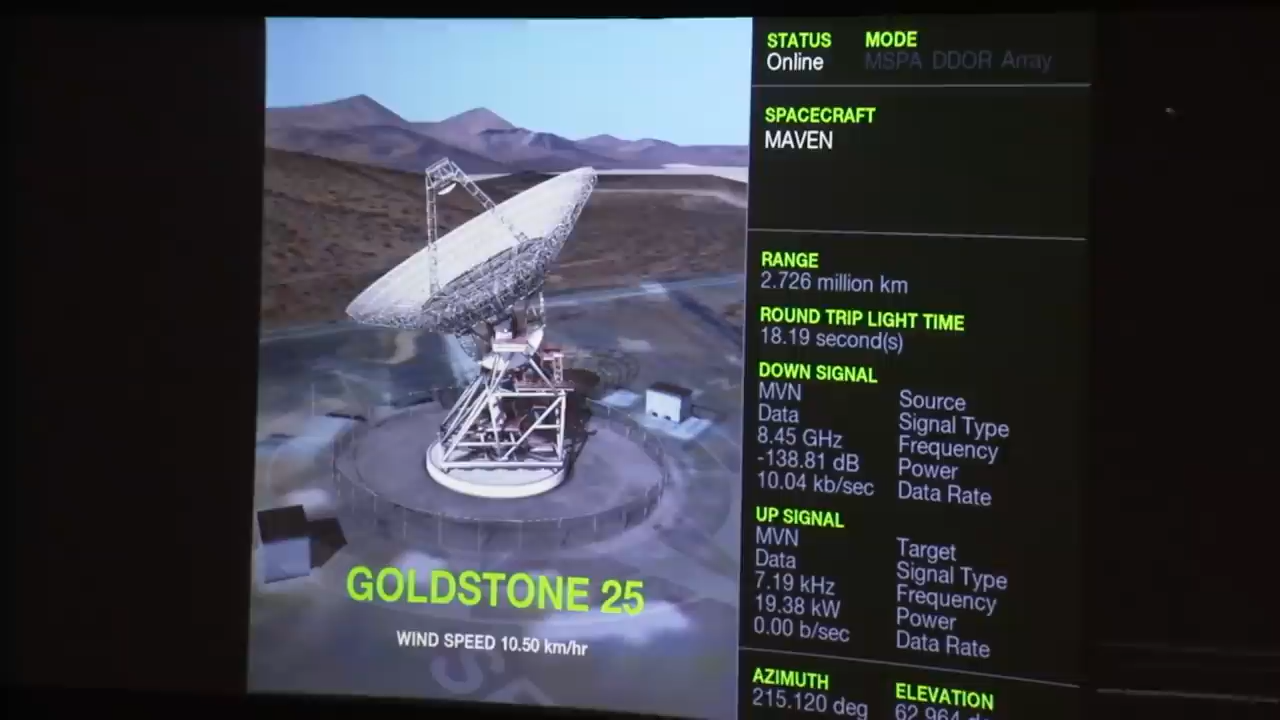 STATUS MODE
Online MSPA DDOR Array
SPACECRAFT
MAVEN
RANGE
2.726 million km
ROUND TRIP LIGHT TIME
18.19 second(s)
DOWN SIGNAL
MVN Source
Data Signal Type
8.45 GHz Frequency
-138.81 dB Power
10.04 kb/sec Data Rate
UP SIGNAL
MVN Target
Data Signal Type
7.19 kHz Frequency
19.38 kW Power
0.00 b/sec Data Rate
AZIMUTH ELEVATION
215.120 deg 62.964
GOLDSTONE 25
WIND SPEED 10.50 km/hr